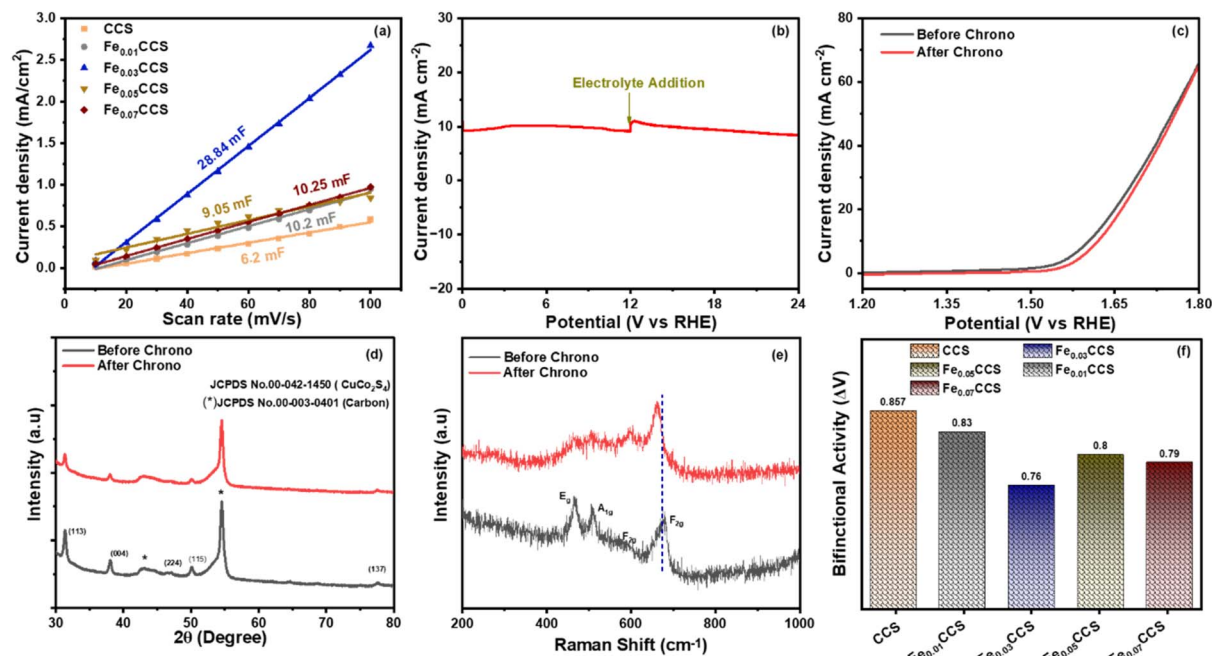 (a)
CCS
Fe0.01CCS
Fe0.03CCS
Fe0.05CCS
Fe0.07CCS
28.84 mF
9.05 mF
10.25 mF
10.2 mF
6.2 mF
Current density (mA/cm²)
3.0
2.5
2.0
1.5
1.0
0.5
0.0
0 20 40 60 80 100
Scan rate (mV/s)
(b)
Electrolyte Addition
Current density (mA cm-2)
30
20
10
0
−10
−20
0 12 24
Potential (V vs RHE)
(c)
Before Chrono
After Chrono
Current density (mA cm-2)
80
60
40
20
0
1.20 1.35 1.50 1.65 1.80
Potential (V vs RHE)
(d)
Before Chrono
After Chrono
JCPDS No.00-042-1450 ( CuCo2S4)
(*)JCPDS No.00-003-0401 (Carbon)
*
(113)
(004)
*
(224)
(115)
(137)
Intensity (a.u)
30 40 50 60 70 80
2θ (Degree)
(e)
Before Chrono
After Chrono
Eg
A1g
F2g
F2g
Intensity (a.u)
200 400 600 800 1000
Raman Shift (cm-1)
(f)
CCS
Fe0.03CCS
Fe0.05CCS
Fe0.01CCS
Fe0.07CCS
0.857
0.83
0.76
0.8
0.79
Bifinctional Activity (ΔV)
CCS
Fe0.01CCS
Fe0.03CCS
Fe0.05CCS
Fe0.07CCS